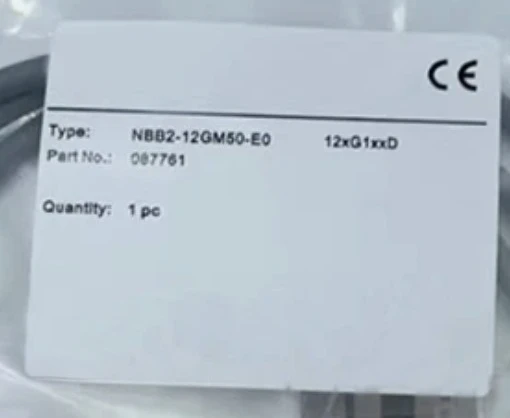 CE
Type: NBB2-12GM50-E0 12xG1xxD
Part No.: 087761
Quantity: 1 pc